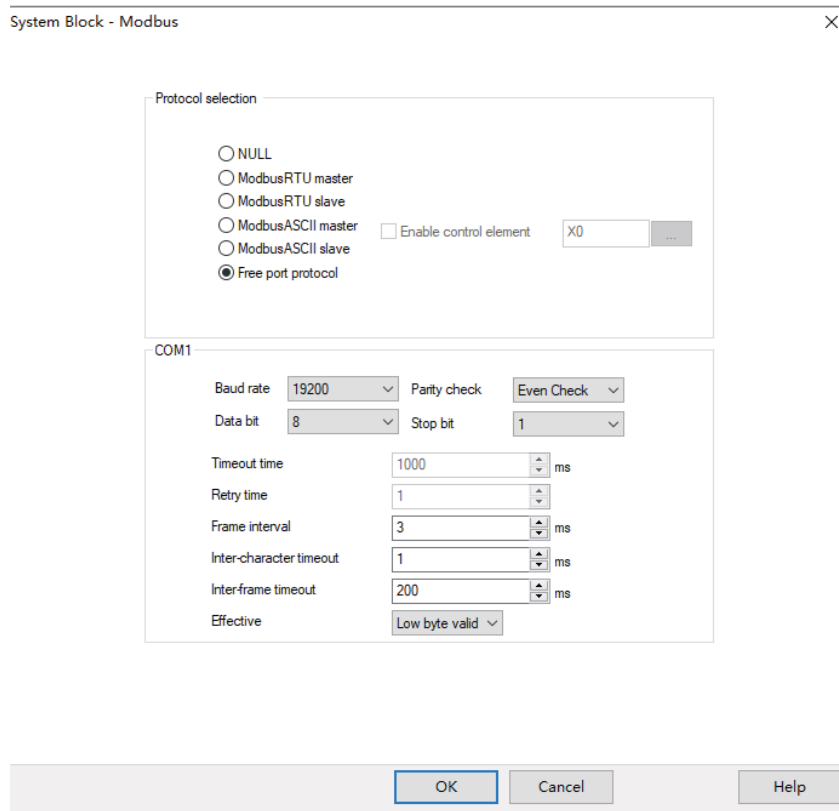 System Block - Modbus
Protocol selection
NULL
ModbusRTU master
ModbusRTU slave
ModbusASCII master
Enable control element X0 ...
ModbusASCII slave
Free port protocol
COM1
Baud rate 19200 Parity check Even Check
Data bit 8 Stop bit 1
Timeout time 1000 ms
Retry time 1
Frame interval 3 ms
Inter-character timeout 1 ms
Inter-frame timeout 200 ms
Effective Low byte valid
OK Cancel Help